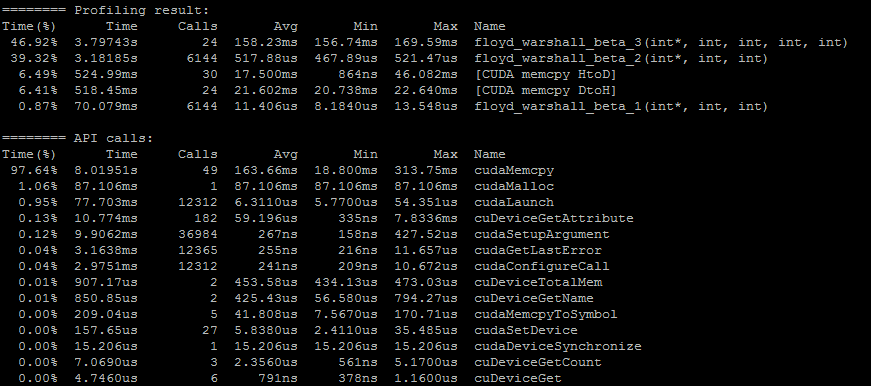 ======== Profiling result:
Time(%)      Time     Calls       Avg       Min       Max  Name
 46.92%  3.79743s        24  158.23ms  156.74ms  169.59ms  floyd_warshall_beta_3(int*, int, int, int, int)
 39.32%  3.18185s      6144  517.88us  467.89us  521.47us  floyd_warshall_beta_2(int*, int, int)
  6.49%  524.99ms        30  17.500ms     864ns  46.082ms  [CUDA memcpy HtoD]
  6.41%  518.45ms        24  21.602ms  20.738ms  22.640ms  [CUDA memcpy DtoH]
  0.87%  70.079ms      6144  11.406us  8.1840us  13.548us  floyd_warshall_beta_1(int*, int, int)
======== API calls:
Time(%)      Time     Calls       Avg       Min       Max  Name
 97.64%  8.01951s        49  163.66ms  18.800ms  313.75ms  cudaMemcpy
  1.06%  87.106ms         1  87.106ms  87.106ms  87.106ms  cudaMalloc
  0.95%  77.703ms     12312  6.3110us  5.7700us  54.351us  cudaLaunch
  0.13%  10.774ms       182  59.196us     335ns  7.8336ms  cuDeviceGetAttribute
  0.12%  9.9062ms     36984     267ns     158ns  427.52us  cudaSetupArgument
  0.04%  3.1638ms     12365     255ns     216ns  11.657us  cudaGetLastError
  0.04%  2.9751ms     12312     241ns     209ns  10.672us  cudaConfigureCall
  0.01%  907.17us         2  453.58us  434.13us  473.03us  cuDeviceTotalMem
  0.01%  850.85us         2  425.43us  56.580us  794.27us  cuDeviceGetName
  0.00%  209.04us         5  41.808us  7.5670us  170.71us  cudaMemcpyToSymbol
  0.00%  157.65us        27  5.8380us  2.4110us  35.485us  cudaSetDevice
  0.00%  15.206us         1  15.206us  15.206us  15.206us  cudaDeviceSynchronize
  0.00%  7.0690us         3  2.3560us     561ns  5.1700us  cuDeviceGetCount
  0.00%  4.7460us         6     791ns     378ns  1.1600us  cuDeviceGet